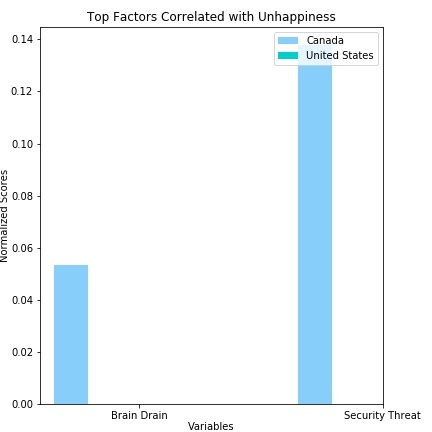 Top Factors Correlated with Unhappiness
Canada
United States
0.14
0.12
0.10
0.08
0.06
0.04
0.02
0.00
Normalized Scores
Brain Drain
Security Threat
Variables